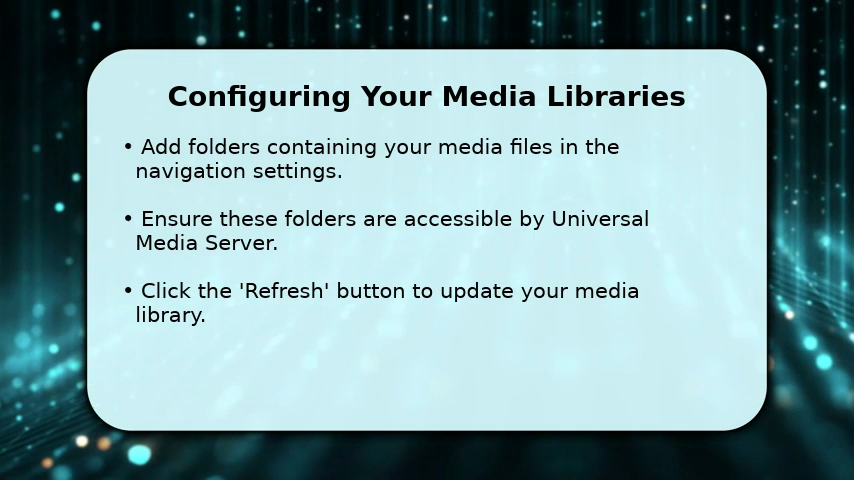 Configuring Your Media Libraries
• Add folders containing your media files in the
navigation settings.
• Ensure these folders are accessible by Universal
Media Server.
• Click the 'Refresh' button to update your media
library.